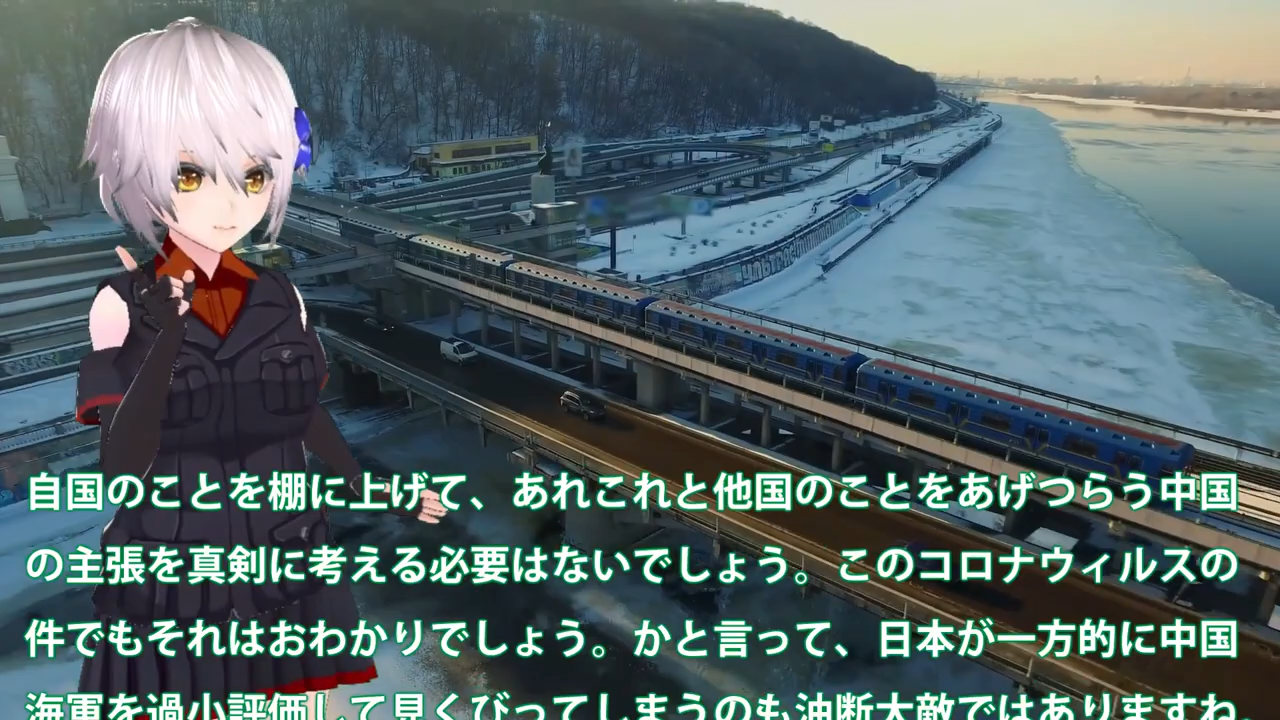 УЛЬТРАС
自国のことを棚に上げて、あれこれと他国のことをあげつらう中国
の主張を真剣に考える必要はないでしょう。このコロナウィルスの
件でもそれはおわかりでしょう。かと言って、日本が一方的に中国
海軍を過小評価して見くびってしまうのも油断大敵ではありますね。